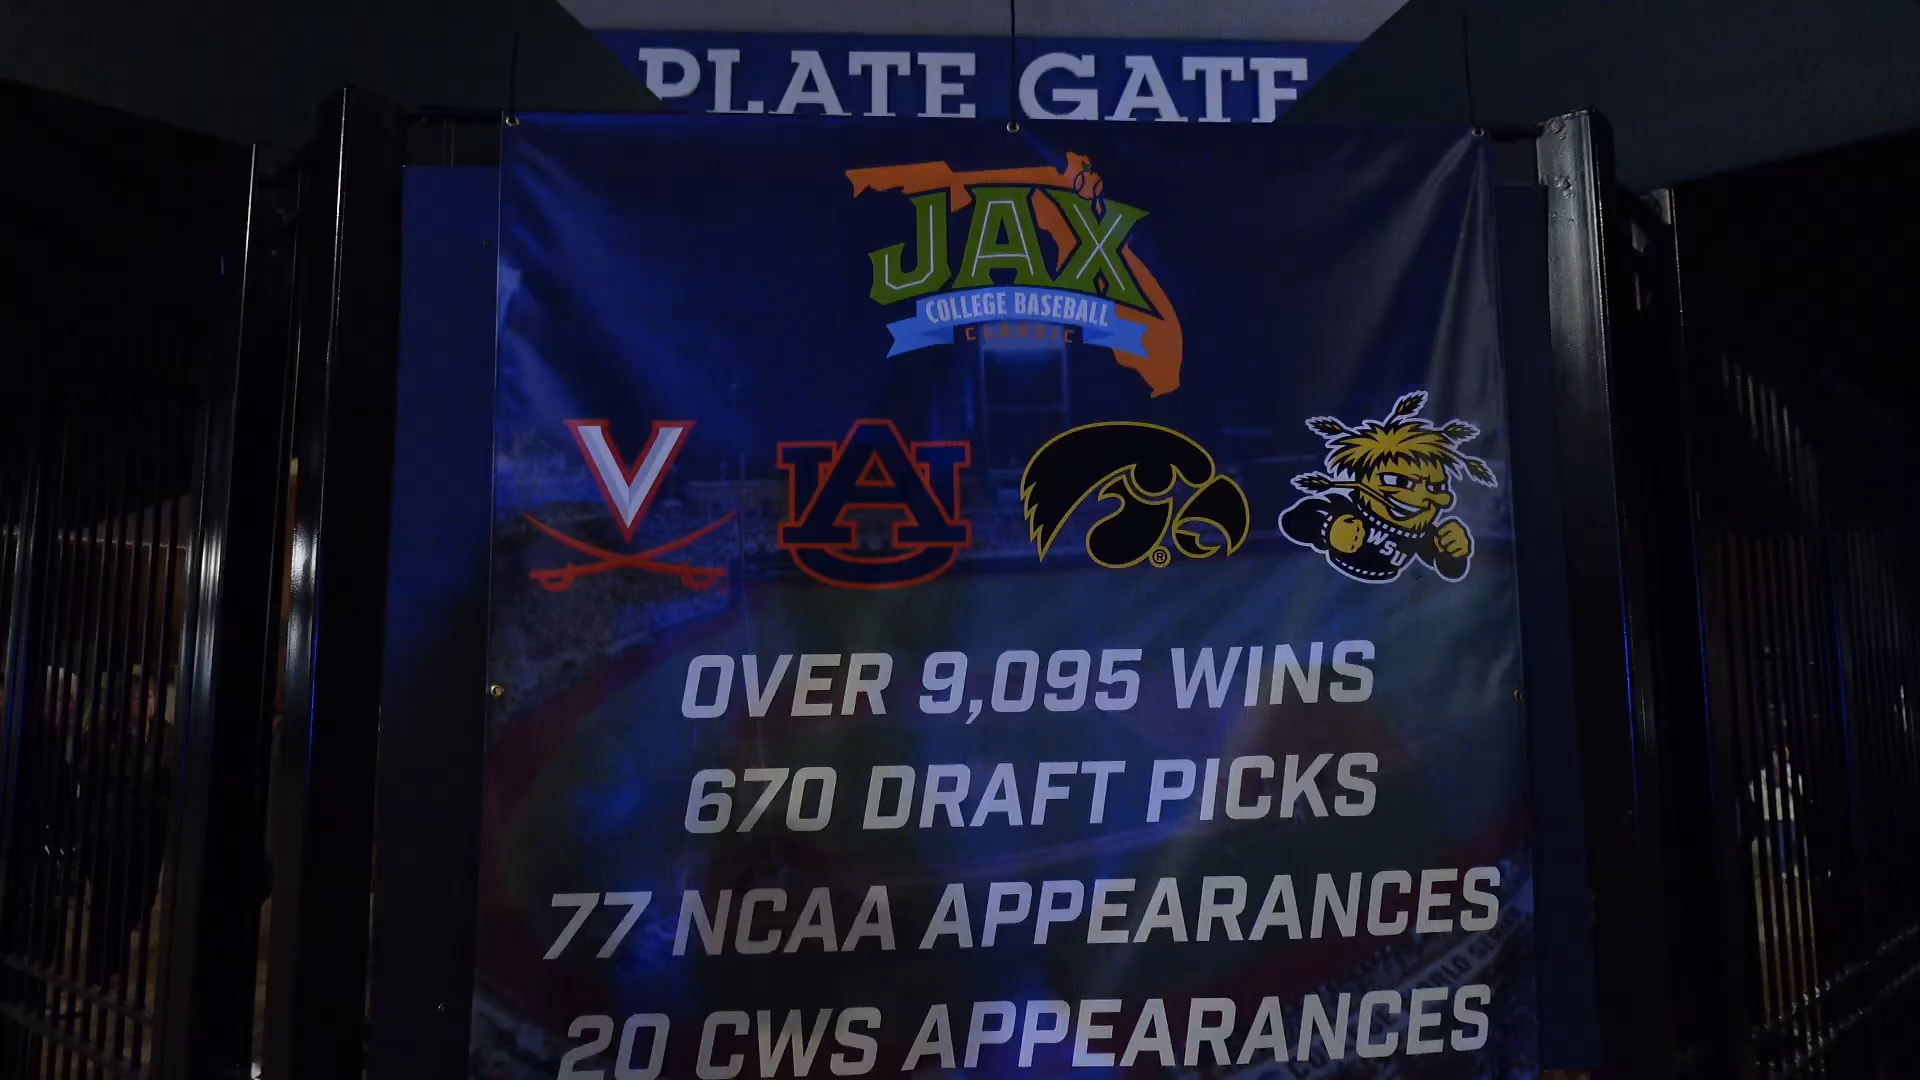 PLATE GATE
JAX
COLLEGE BASEBALL
CLASSIC
V
AU
®
WSU
OVER 9,095 WINS
670 DRAFT PICKS
77 NCAA APPEARANCES
20 CWS APPEARANCES